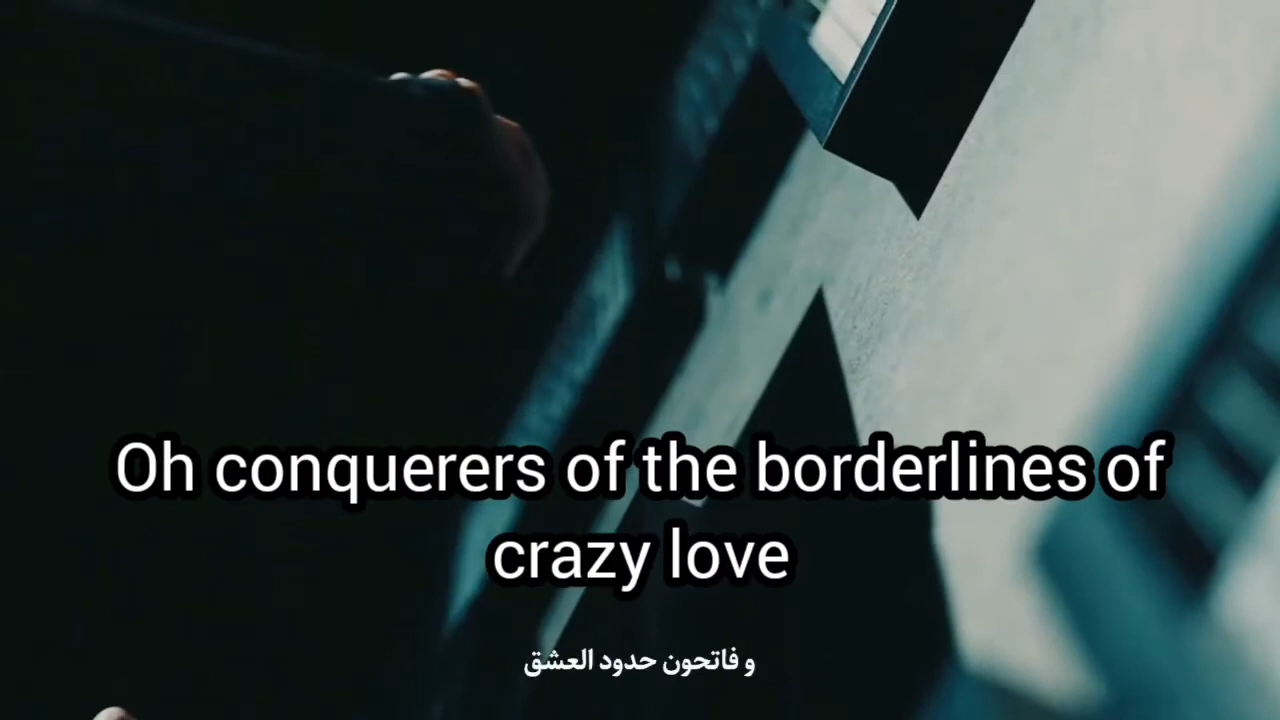 Oh conquerers of the borderlines of
crazy love
و فاتحون حدود العشق